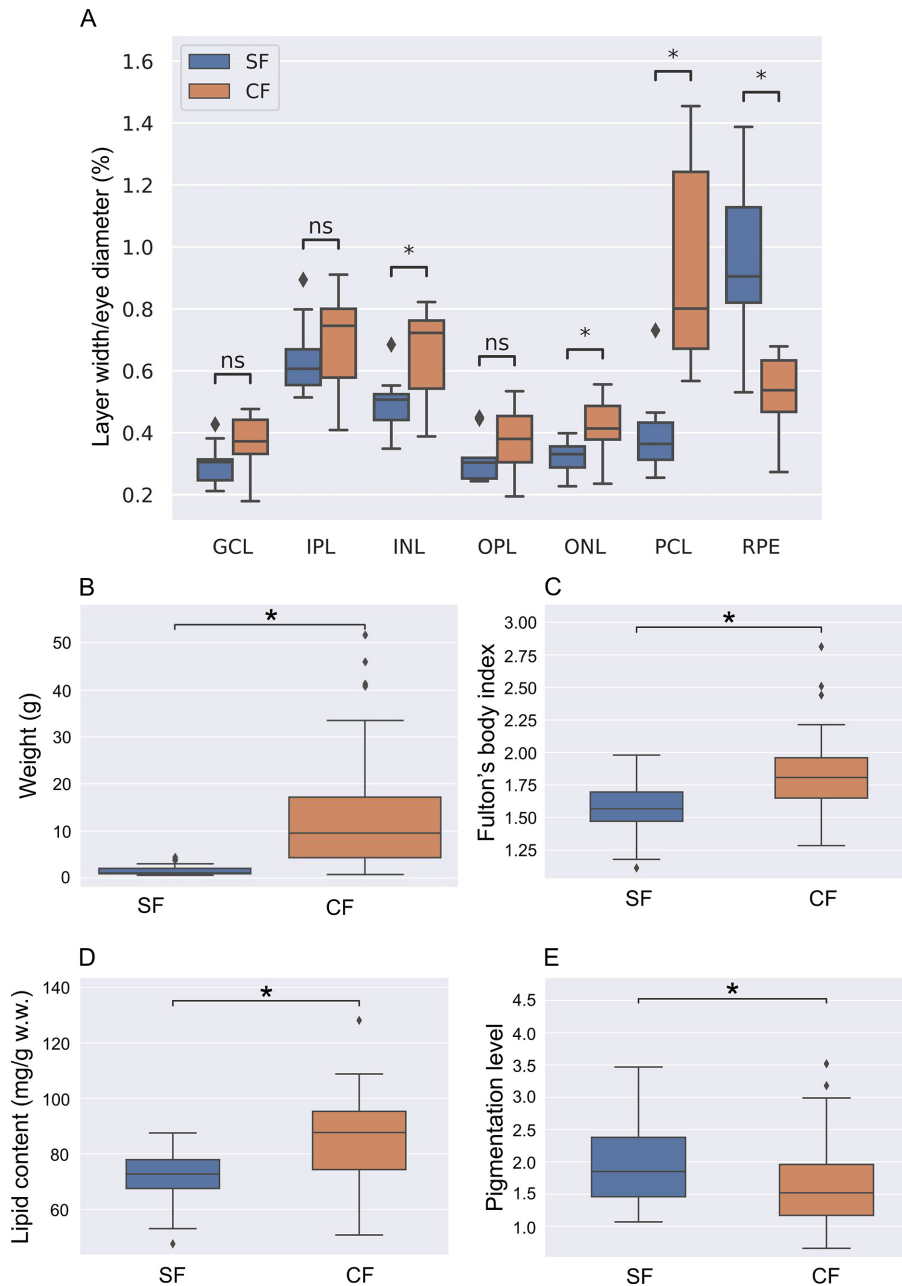 A
SF
CF
Layer width/eye diameter (%)
1.6
1.4
1.2
1.0
0.8
0.6
0.4
0.2
ns
ns
*
ns
*
*
*
GCL IPL INL OPL ONL PCL RPE
B
Weight (g)
50
40
30
20
10
0
*
SF CF
C
Fulton's body index
3.00
2.75
2.50
2.25
2.00
1.75
1.50
1.25
*
SF CF
D
Lipid content (mg/g w.w.)
140
120
100
80
60
*
SF CF
E
Pigmentation level
4.5
4.0
3.5
3.0
2.5
2.0
1.5
1.0
*
SF CF